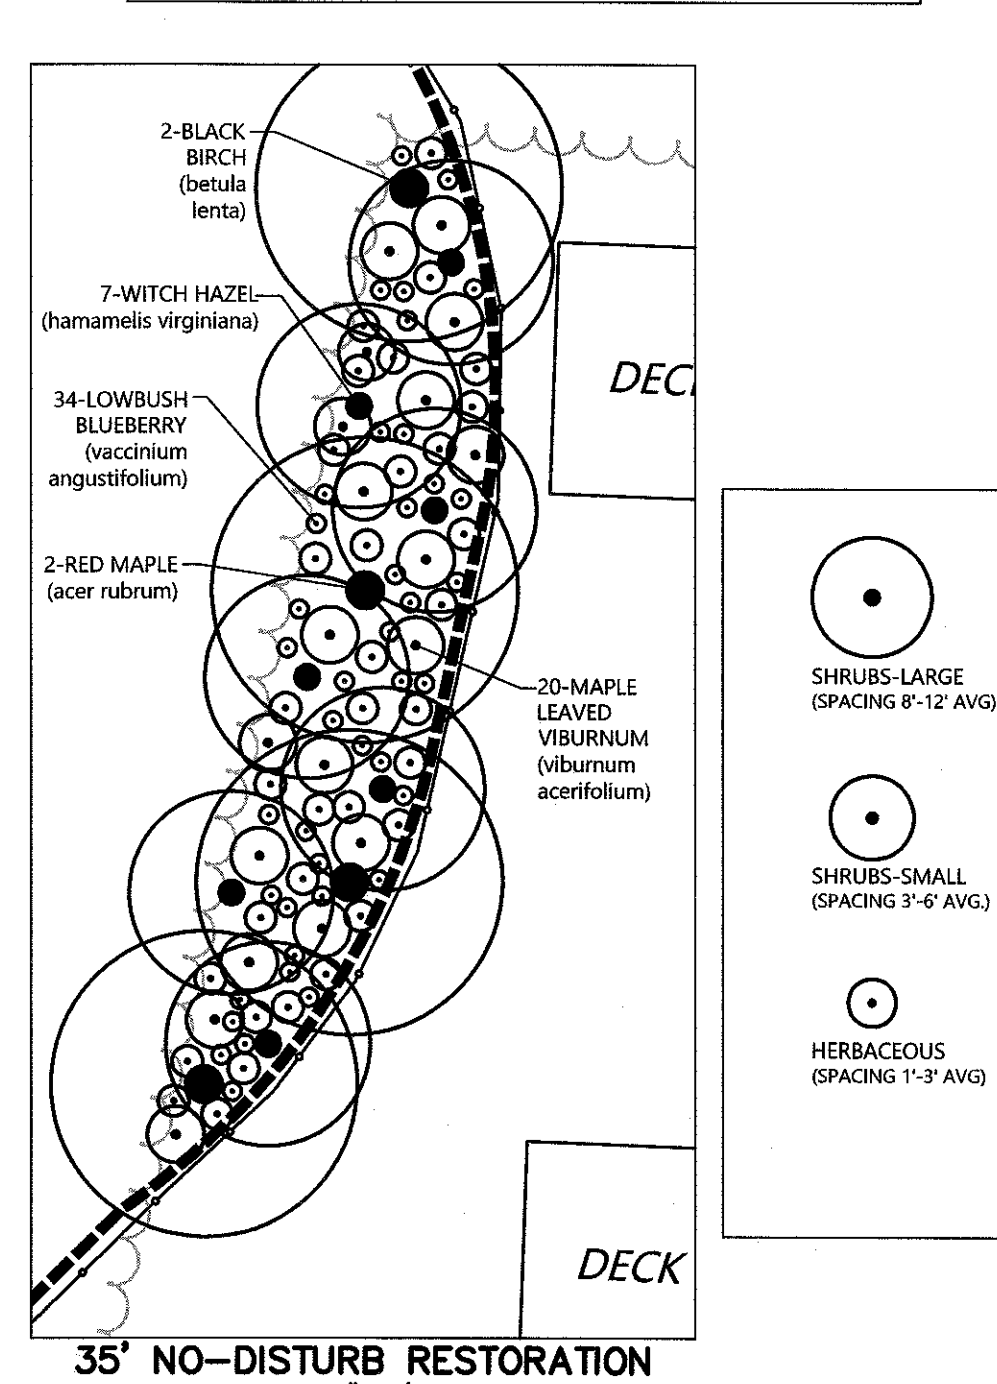 2-BLACK
BIRCH
(betula
lenta)
7-WITCH HAZEL
(hamamelis virginiana)
34-LOWBUSH
BLUEBERRY
(vaccinium
angustifolium)
2-RED MAPLE
(acer rubrum)
20-MAPLE
LEAVED
VIBURNUM
(viburnum
acerifolium)
DEC
DECK
SHRUBS-LARGE
(SPACING 8'-12' AVG)
SHRUBS-SMALL
(SPACING 3'-6' AVG.)
HERBACEOUS
(SPACING 1'-3' AVG)
35' NO-DISTURB RESTORATION